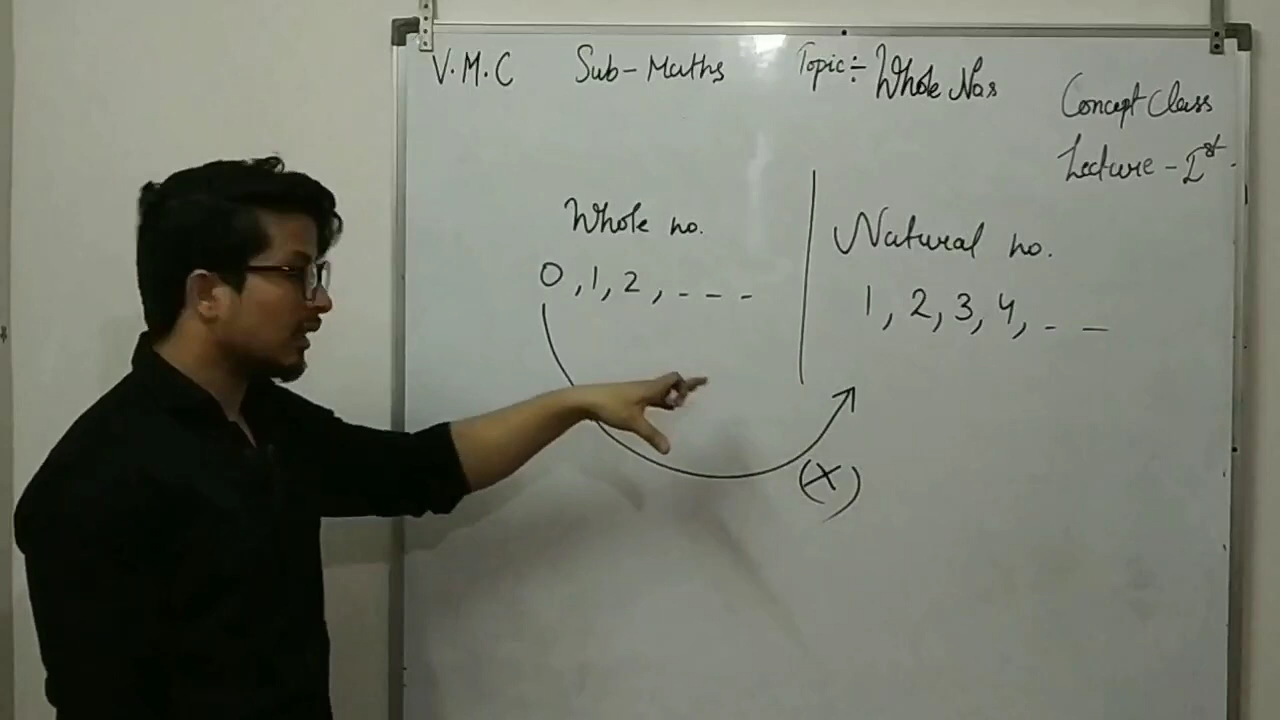 V.M.C Sub-Maths Topic:- Whole Nos
Concept Class
Lecture - Ist.
Whole no.
0, 1, 2, - - -
Natural no.
1, 2, 3, 4, - -
(X)